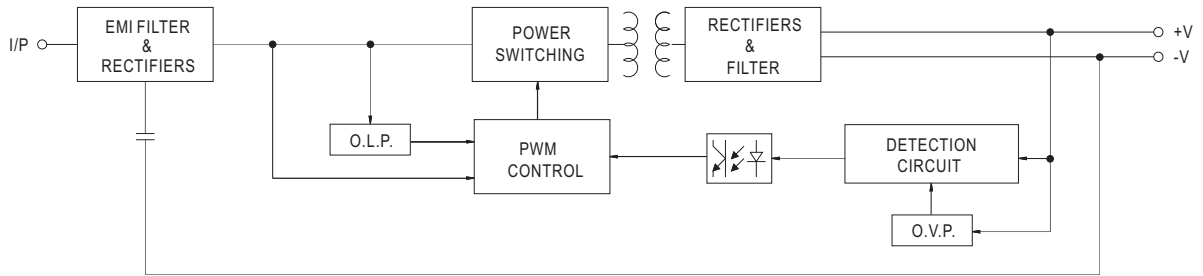 I/P
EMI FILTER
&
RECTIFIERS
POWER
SWITCHING
RECTIFIERS
&
FILTER
+V
-V
O.L.P.
PWM
CONTROL
DETECTION
CIRCUIT
O.V.P.